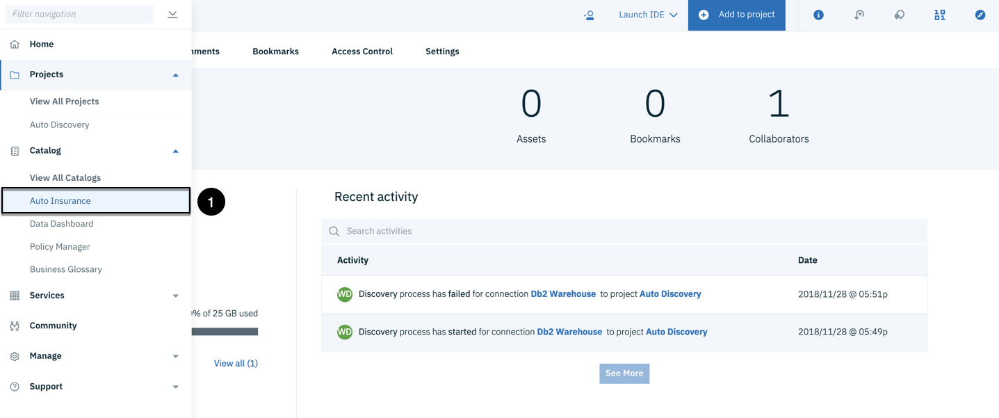 Filter navigation
Launch IDE
Add to project
Home
Projects
View All Projects
Auto Discovery
Catalog
View All Catalogs
Auto Insurance
1
Data Dashboard
Policy Manager
Business Glossary
Services
Community
Manage
Support
Bookmarks
Access Control
Settings
0
0
1
Assets
Bookmarks
Collaborators
% of 25 GB used
View all (1)
Recent activity
Search activities
Activity
Date
WD
Discovery process has failed for connection Db2 Warehouse to project Auto Discovery
2018/11/28 @ 05:51p
WD
Discovery process has started for connection Db2 Warehouse to project Auto Discovery
2018/11/28 @ 05:49p
See More